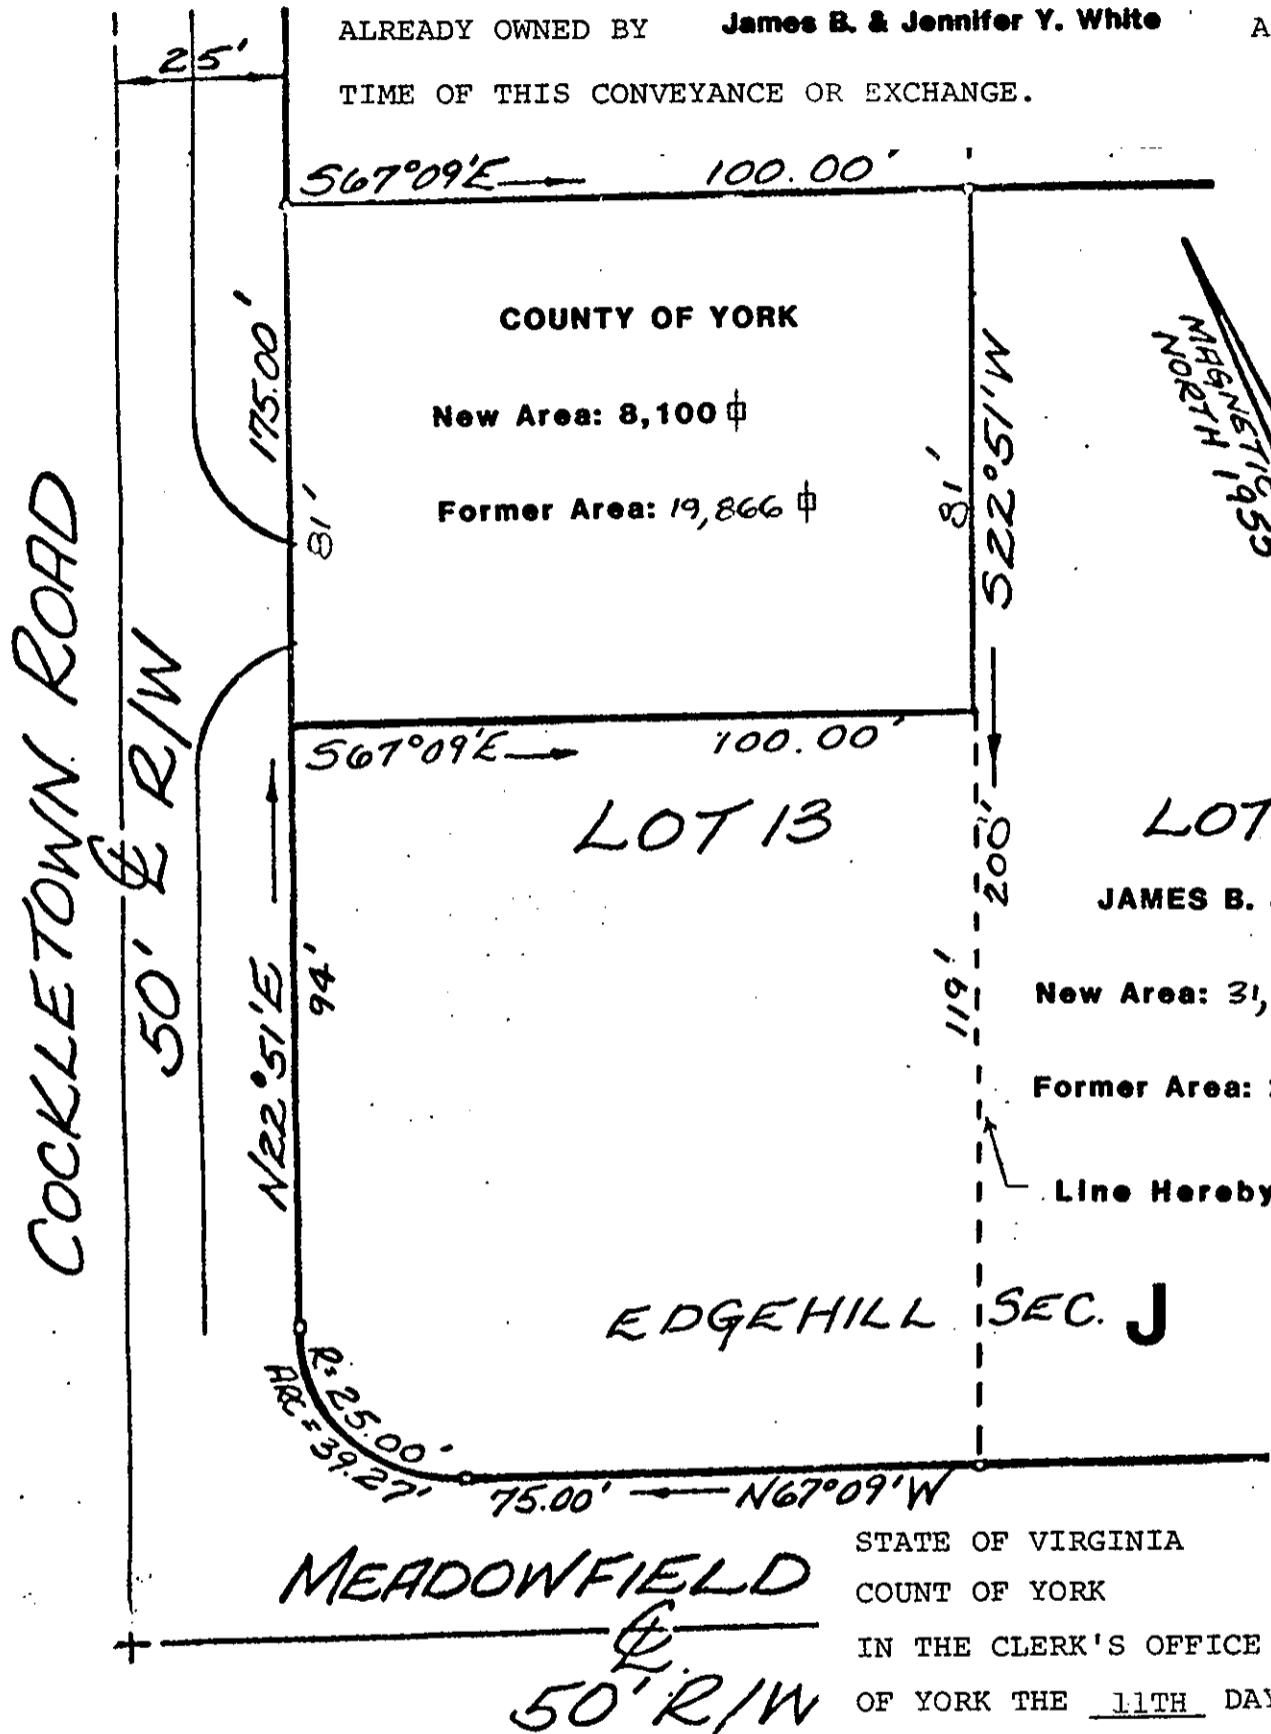 ALREADY OWNED BY James B. & Jennifer Y. White A
TIME OF THIS CONVEYANCE OR EXCHANGE.
25'
S67°09'E 100.00'
COUNTY OF YORK
New Area: 8,100
Former Area: 19,866
175.00'
81'
81'
S22°51'W
MAGNETIC
NORTH 1955
COCKLETOWN ROAD
50' ℄ R/W
S67°09'E 100.00'
LOT 13
200'
LOT
JAMES B.
N22°51'E
94'
119'
New Area: 31,
Former Area:
Line Hereby
EDGEHILL SEC. J
R=25.00'
ARC=39.27'
75.00' N67°09'W
MEADOWFIELD
℄
50' R/W
STATE OF VIRGINIA
COUNT OF YORK
IN THE CLERK'S OFFICE
OF YORK THE 11TH DAY